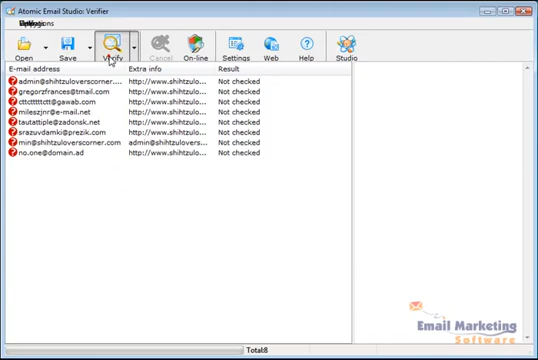 Atomic Email Studio: Verifier
Open Save Verify Cancel On-line Settings Web Help Studio
E-mail address Extra info Result
admin@shihtzuloverscorner.... http://www.shihtzulo... Not checked
gregorzfrances@tmail.com http://www.shihtzulo... Not checked
cttcttttttctt@gawab.com http://www.shihtzulo... Not checked
mileszjnr@e-mail.net http://www.shihtzulo... Not checked
tautattiple@zadonsk.net http://www.shihtzulo... Not checked
srazuvdamki@prezik.com http://www.shihtzulo... Not checked
min@shihtzuloverscorner.com admin@shihtzulovers... Not checked
no.one@domain.ad http://www.shihtzulo... Not checked
Email Marketing
Software
Total:8